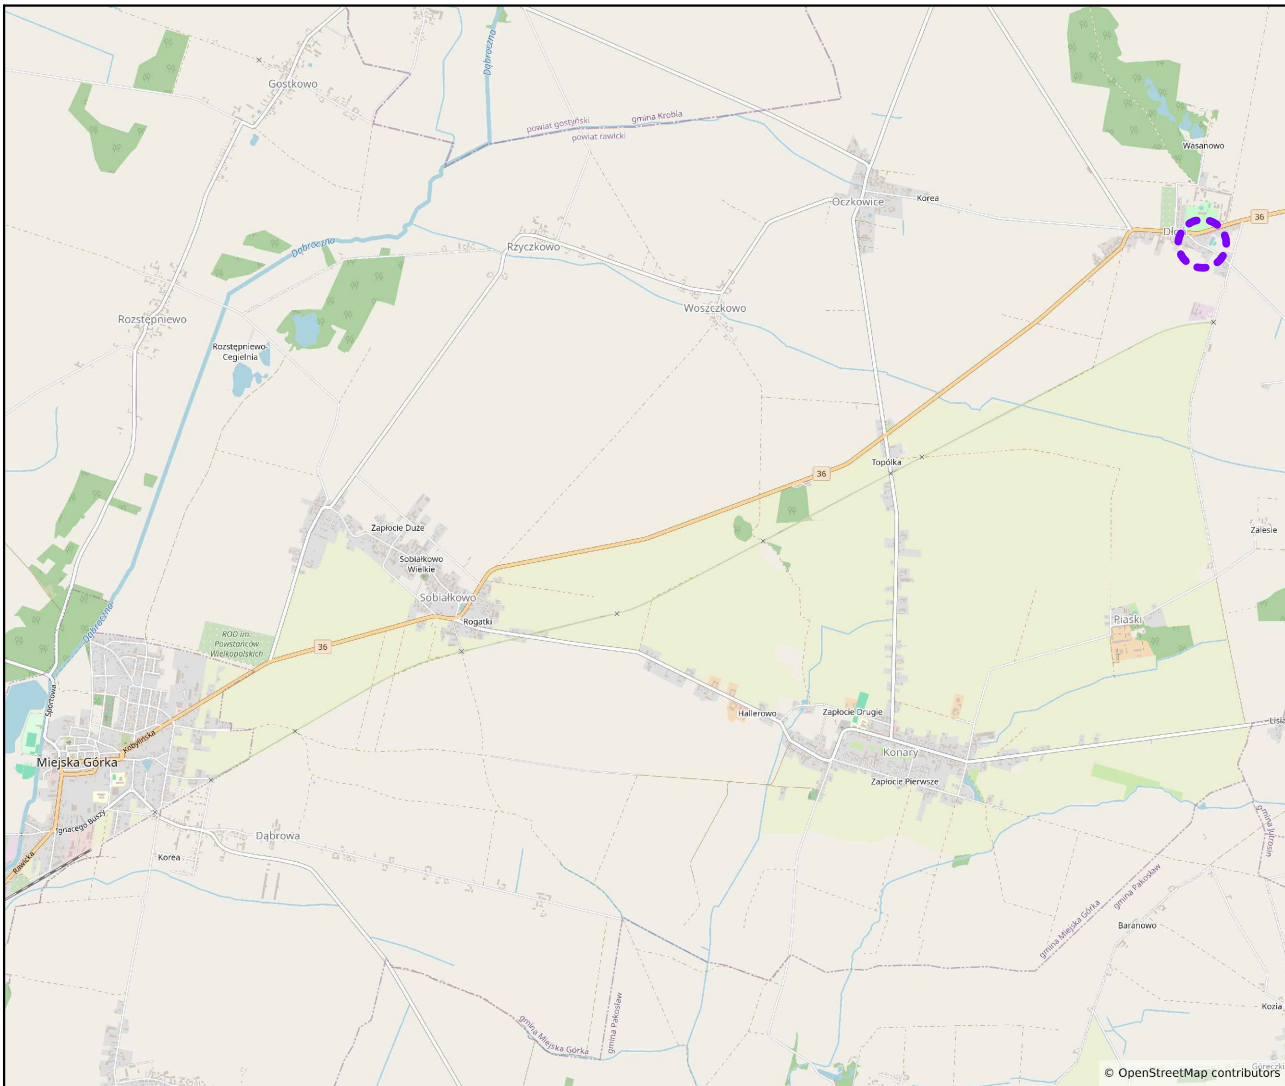 Dąbroczna
Gostkowo
powiat gostyński
gmina Krobia
powiat rawicki
Wasanowo
Oczkowice
Korea
36
Dąbroczna
Rzyczkowo
Woszczkowo
Rozstępniewo
Rozstępniewo-
Cegielnia
Topólka
36
Zapłocie Duże
Sobiałkowo
Wielkie
Sobiałkowo
Rogatki
Zalesie
Piaski
Dąbroczna
ROD im.
Powstańców
Wielkopolskich
36
Sportowa
Hallerowo
Zapłocie Drugie
Konary
Zapłocie Pierwsze
Kobylińska
Miejska Górka
Ignacego Buszy
Rawicka
Dąbrowa
Korea
gmina Jutrosin
gmina Pakosław
gmina Miejska Górka
Baranowo
gmina Pakosław
gmina Miejska Górka
Kozia
© OpenStreetMap contributors